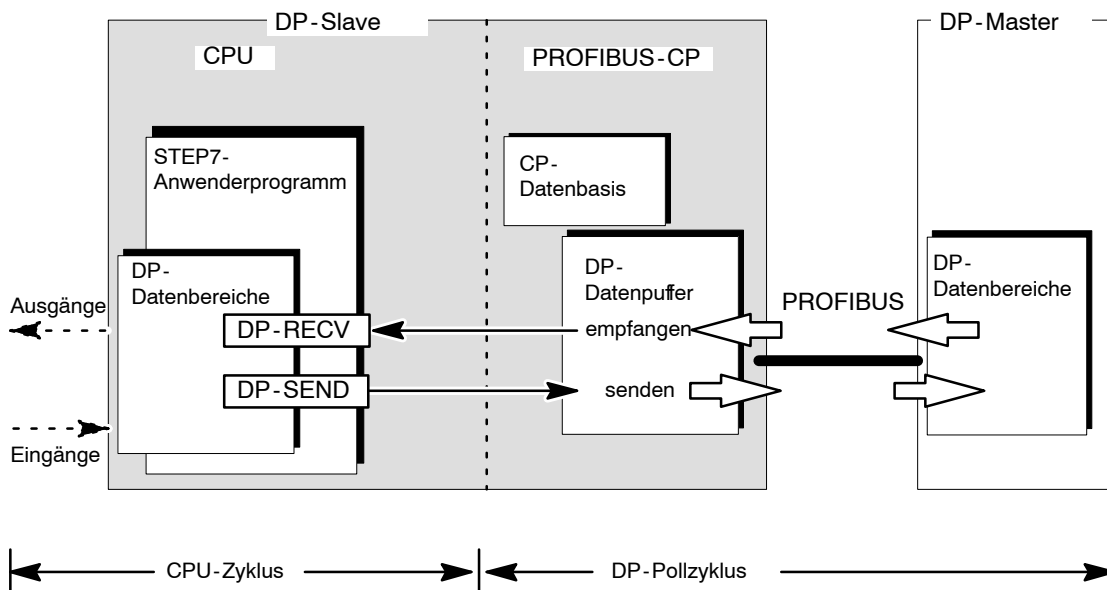 DP-Slave
DP-Master
CPU
PROFIBUS-CP
STEP7-
Anwenderprogramm
CP-
Datenbasis
DP-
Datenbereiche
DP-
Datenpuffer
DP-
Datenbereiche
PROFIBUS
Ausgänge
DP-RECV
empfangen
DP-SEND
senden
Eingänge
CPU-Zyklus
DP-Pollzyklus